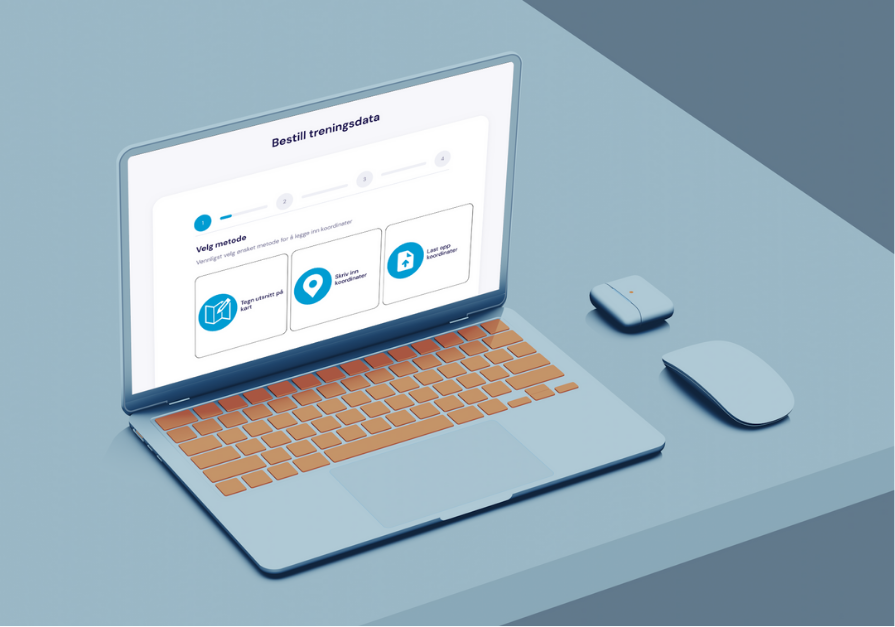 Bestill treningsdata
1
2
3
4
Velg metode
Vennligst velg ønsket metode for å legge inn koordinater
Tegn utsnitt på
kart
Skriv inn
koordinater
Last opp
koordinater